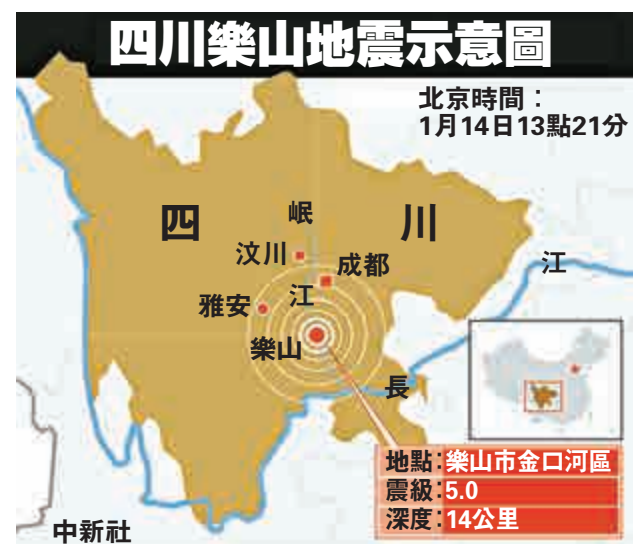 四川樂山地震示意圖
北京時間：
1月14日13點21分
四 川
岷
汶川
成都
江
江
雅安
樂山
長
地點:樂山市金口河區
震級:5.0
深度:14公里
中新社